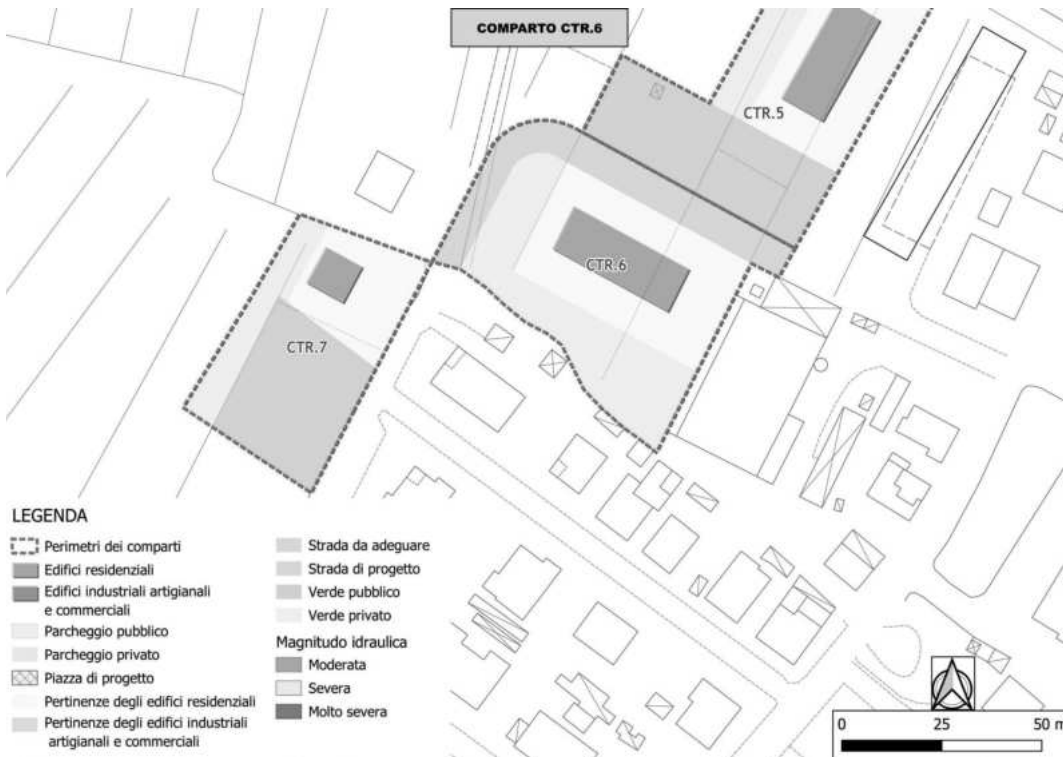 COMPARTO CTR.6
CTR.5
CTR.6
CTR.7
LEGENDA
Perimetri dei comparti
Edifici residenziali
Edifici industriali artigianali
e commerciali
Parcheggio pubblico
Parcheggio privato
Piazza di progetto
Pertinenze degli edifici residenziali
Pertinenze degli edifici industriali
artigianali e commerciali
Strada da adeguare
Strada di progetto
Verde pubblico
Verde privato
Magnitudo idraulica
Moderata
Severa
Molto severa
0 25 50 m